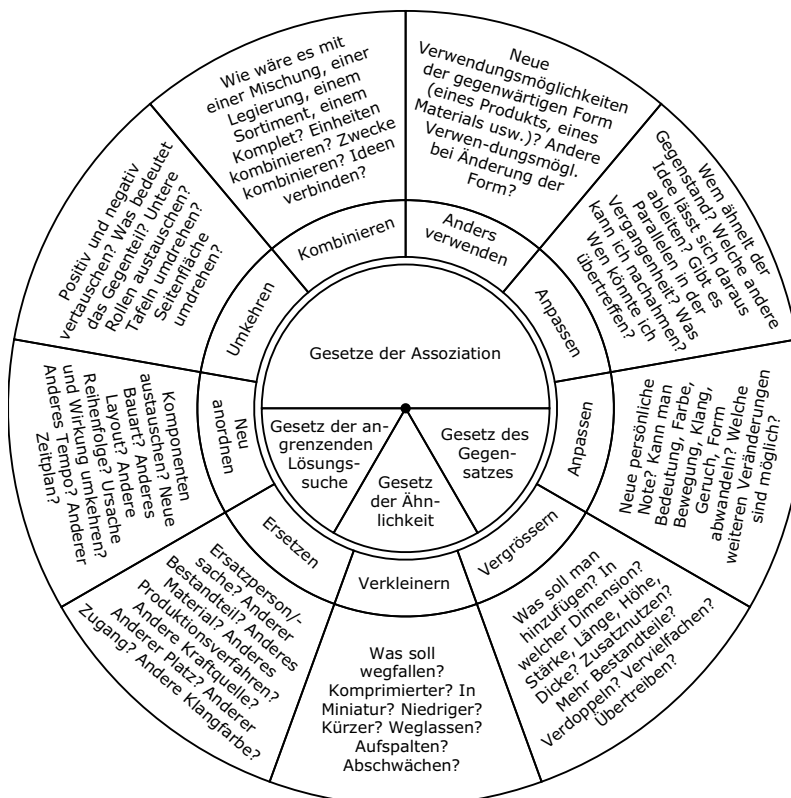 Wie wäre es mit
einer Mischung, einer
Legierung, einem
Sortiment, einem
Komplet? Einheiten
kombinieren? Zwecke
kombinieren? Ideen
verbinden?
Kombinieren
Neue
Verwendungsmöglichkeiten
der gegenwärtigen Form
(eines Produkts, eines
Materials usw.)? Andere
Verwen-dungsmögl.
bei Änderung der
Form?
Anders
verwenden
Wem ähnelt der
Gegenstand? Welche andere
Idee lässt sich daraus
ableiten? Gibt es
Parallelen in der
Vergangenheit? Was
kann ich nachahmen?
Wen könnte ich
übertreffen?
Anpassen
Neue persönliche
Note? Kann man
Bedeutung, Farbe,
Bewegung, Klang,
Geruch, Form
abwandeln? Welche
weiteren Veränderungen
sind möglich?
Anpassen
Was soll man
hinzufügen? In
welcher Dimension?
Stärke, Länge, Höhe,
Dicke? Zusatznutzen?
Mehr Bestandteile?
Verdoppeln? Vervielfachen?
Übertreiben?
Vergrössern
Was soll
wegfallen?
Komprimierter? In
Miniatur? Niedriger?
Kürzer? Weglassen?
Aufspalten?
Abschwächen?
Verkleinern
Ersatzperson/-
sache? Anderer
Bestandteil? Anderes
Material? Anderes
Produktionsverfahren?
Andere Kraftquelle?
Anderer Platz? Anderer
Zugang? Andere Klangfarbe?
Ersetzen
Komponenten
austauschen? Neue
Bauart? Anderes
Layout? Andere
Reihenfolge? Ursache
und Wirkung umkehren?
Anderes Tempo? Anderer
Zeitplan?
Neu
anordnen
Positiv und negativ
vertauschen? Was bedeutet
das Gegenteil? Untere
Rollen austauschen?
Tafeln umdrehen?
Seitenfläche
umdrehen?
Umkehren
Gesetze der Assoziation
Gesetz der an-
grenzenden
Lösungs-
suche
Gesetz
der Ähn-
lichkeit
Gesetz des
Gegen-
satzes